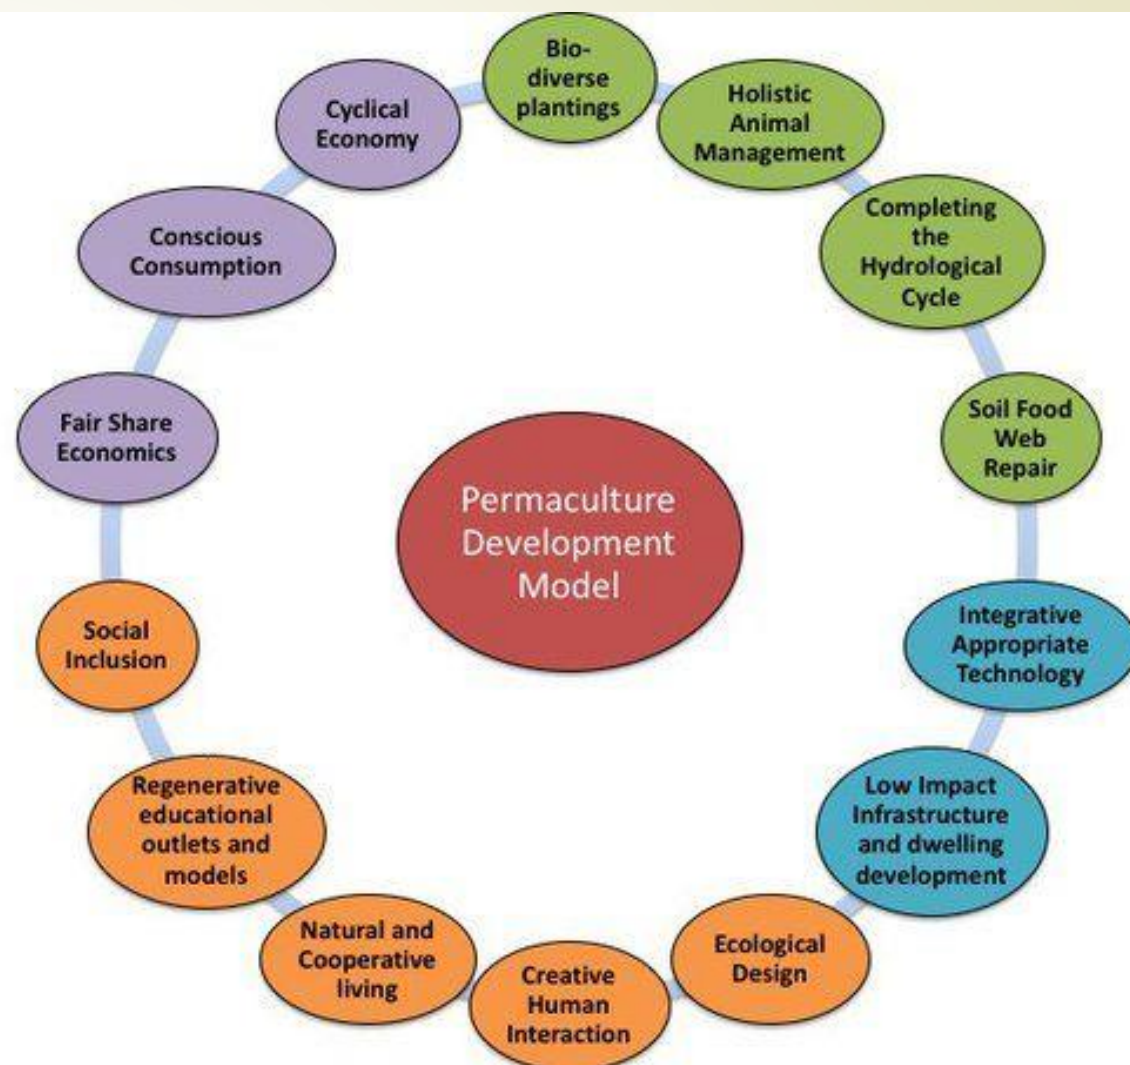 Bio-
diverse
plantings
Holistic
Animal
Management
Completing
the
Hydrological
Cycle
Soil Food
Web
Repair
Integrative
Appropriate
Technology
Low Impact
Infrastructure
and dwelling
development
Ecological
Design
Creative
Human
Interaction
Natural and
Cooperative
living
Regenerative
educational
outlets and
models
Social
Inclusion
Fair Share
Economics
Conscious
Consumption
Cyclical
Economy
Permaculture
Development
Model